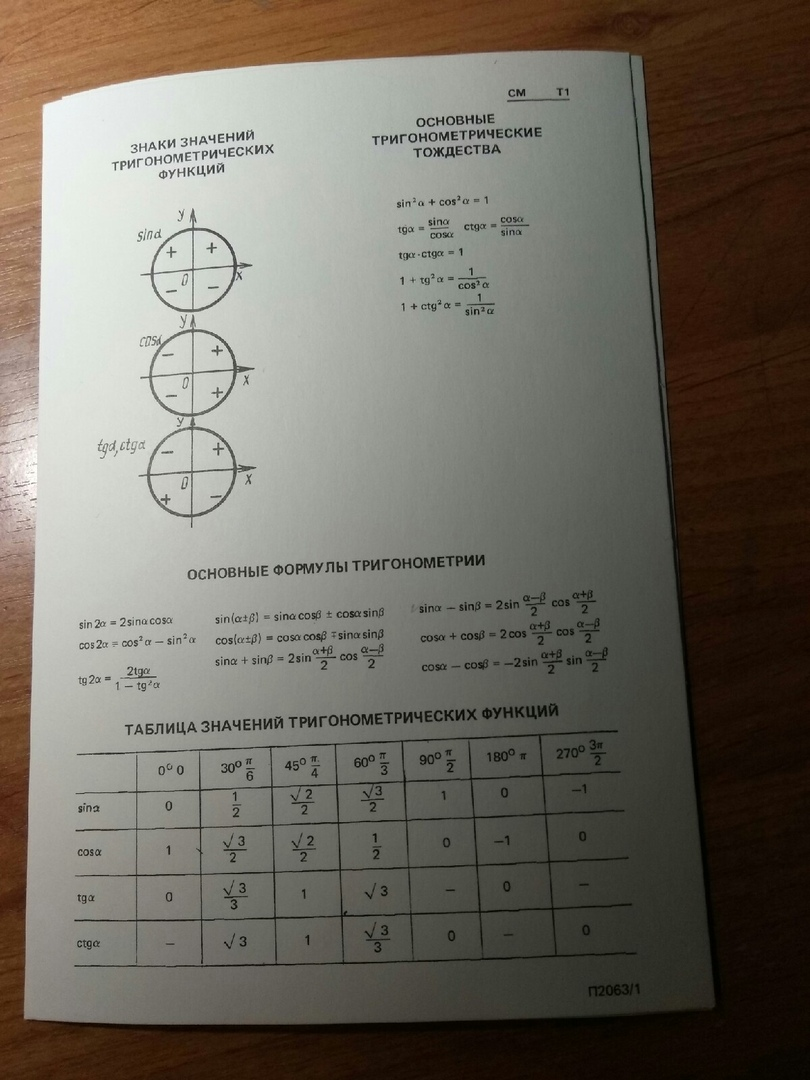 СМ Т1
ЗНАКИ ЗНАЧЕНИЙ
ТРИГОНОМЕТРИЧЕСКИХ
ФУНКЦИЙ
ОСНОВНЫЕ
ТРИГОНОМЕТРИЧЕСКИЕ
ТОЖДЕСТВА
y
sinα
+ +
0 x
− −
y
cosα
− +
0 x
− +
y
tgα, ctgα
− +
0 x
+ −
sin²α + cos²α = 1
tgα = sinα/cosα ctgα = cosα/sinα
tgα·ctgα = 1
1 + tg²α = 1/cos²α
1 + ctg²α = 1/sin²α
ОСНОВНЫЕ ФОРМУЛЫ ТРИГОНОМЕТРИИ
sin2α = 2sinα cosα
cos2α = cos²α − sin²α
tg2α = 2tgα/1 − tg²α
sin(α±β) = sinα cosβ ± cosα sinβ
cos(α±β) = cosα cosβ ∓ sinα sinβ
sinα + sinβ = 2sin α+β/2 cos α−β/2
sinα − sinβ = 2sin α−β/2 cos α+β/2
cosα + cosβ = 2cos α+β/2 cos α−β/2
cosα − cosβ = −2sin α+β/2 sin α−β/2
ТАБЛИЦА ЗНАЧЕНИЙ ТРИГОНОМЕТРИЧЕСКИХ ФУНКЦИЙ
0° 0 30° π/6 45° π/4 60° π/3 90° π/2 180° π 270° 3π/2
sinα 0 1/2 √2/2 √3/2 1 0 −1
cosα 1 √3/2 √2/2 1/2 0 −1 0
tgα 0 √3/3 1 √3 − 0 −
ctgα − √3 1 √3/3 0 − 0
П2063/1